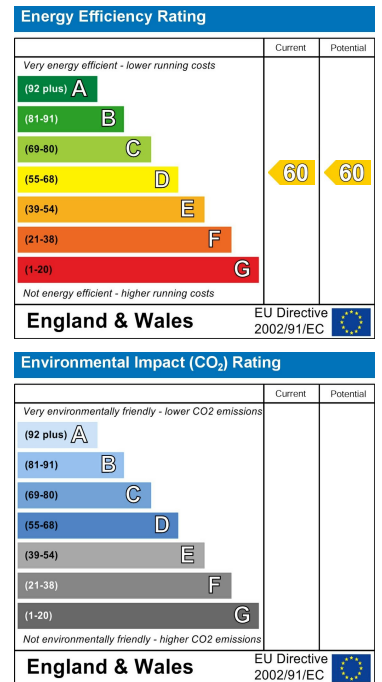 Energy Efficiency Rating
Current Potential
Very energy efficient - lower running costs
(92 plus) A
(81-91) B
(69-80) C
(55-68) D 60 60
(39-54) E
(21-38) F
(1-20) G
Not energy efficient - higher running costs
England & Wales EU Directive
2002/91/EC
Environmental Impact (CO₂) Rating
Current Potential
Very environmentally friendly - lower CO2 emissions
(92 plus) A
(81-91) B
(69-80) C
(55-68) D
(39-54) E
(21-38) F
(1-20) G
Not environmentally friendly - higher CO2 emissions
England & Wales EU Directive
2002/91/EC